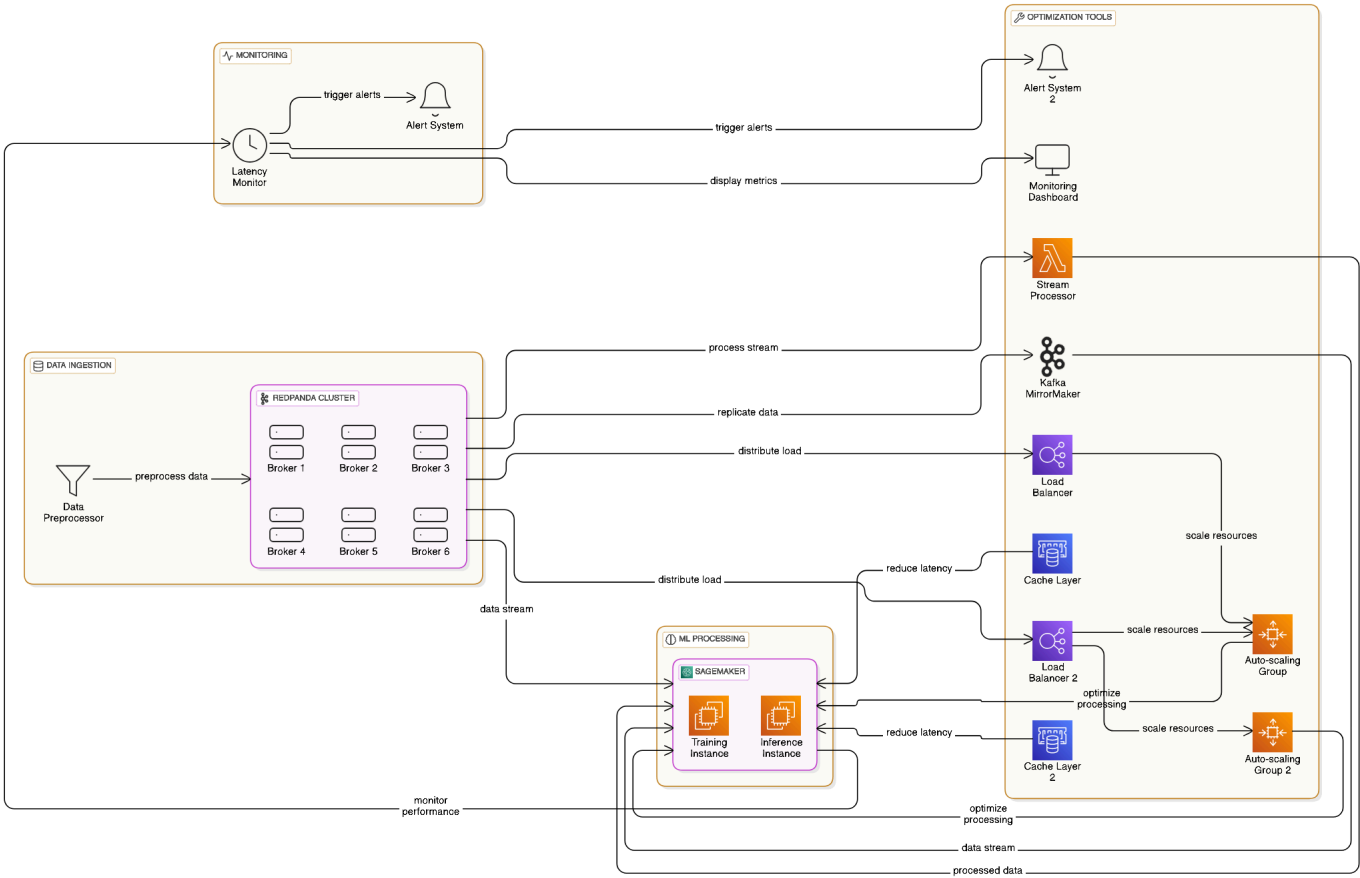 OPTIMIZATION TOOLS
MONITORING
Alert System
2
trigger alerts
Alert System
trigger alerts
Latency
Monitor
display metrics
Monitoring
Dashboard
Stream
Processor
process stream
DATA INGESTION
REDPANDA CLUSTER
Kafka
MirrorMaker
replicate data
Broker 1
Broker 2
Broker 3
distribute load
preprocess data
Data
Preprocessor
Load
Balancer
Broker 4
Broker 5
Broker 6
scale resources
reduce latency
Cache Layer
distribute load
data stream
ML PROCESSING
SAGEMAKER
scale resources
Load
Balancer 2
Auto-scaling
Group
optimize
processing
Training
Instance
Inference
Instance
reduce latency
scale resources
Cache Layer
2
Auto-scaling
Group 2
monitor
performance
optimize
processing
data stream
processed data